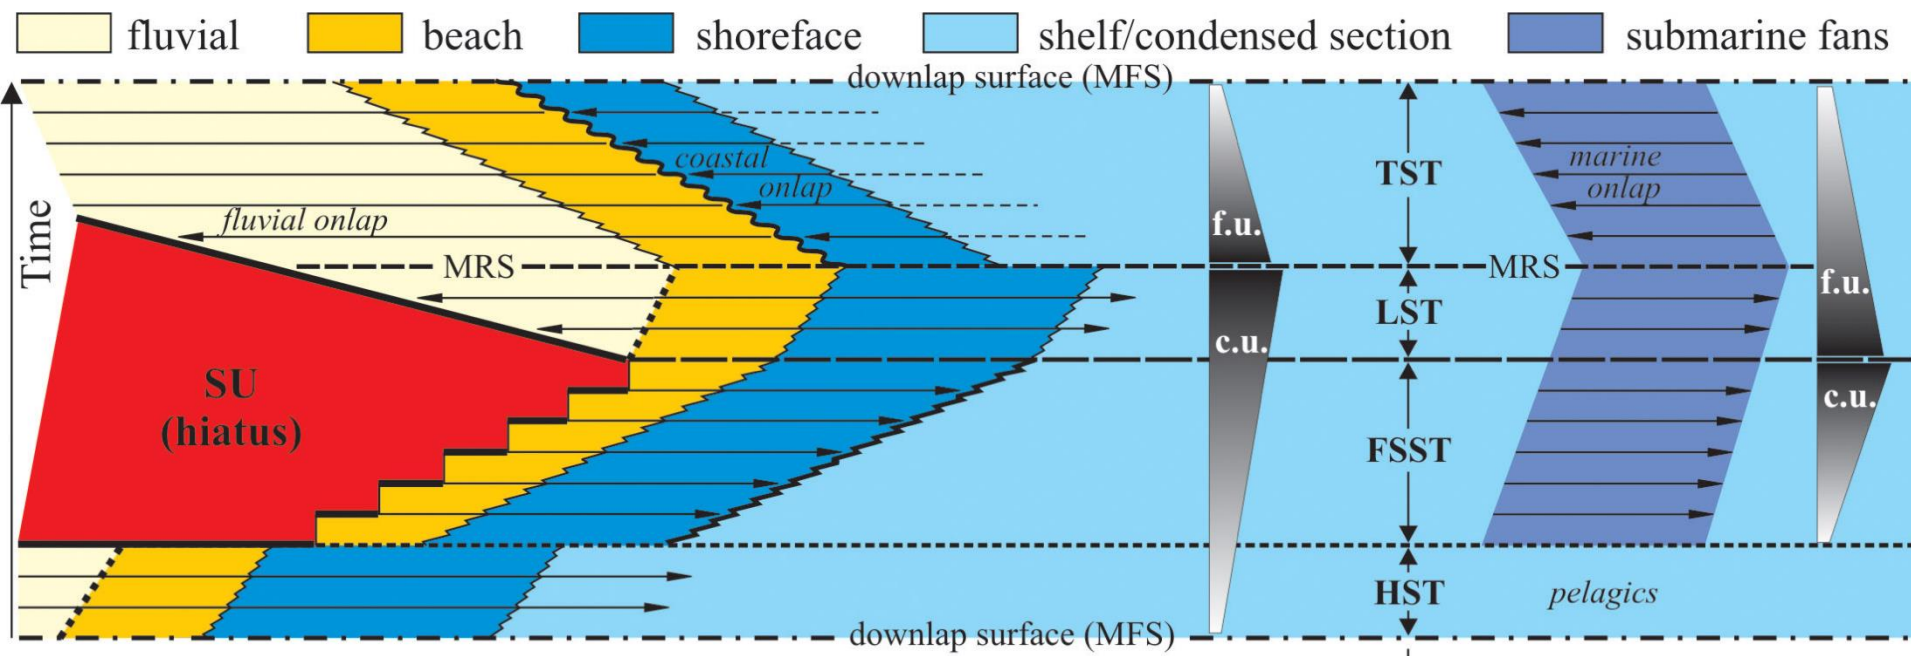 fluvial beach shoreface shelf/condensed section submarine fans
downlap surface (MFS)
Time
coastal
onlap
marine
onlap
TST
fluvial onlap
f.u.
MRS
MRS
f.u.
LST
c.u.
SU
(hiatus)
c.u.
FSST
HST
pelagics
downlap surface (MFS)